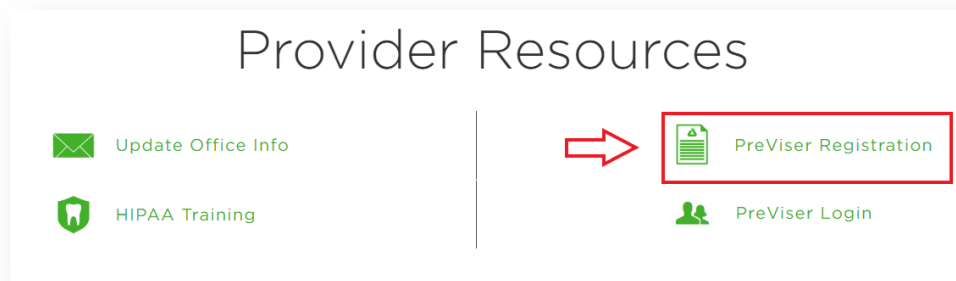 Provider Resources
Update Office Info
HIPAA Training
PreViser Registration
PreViser Login